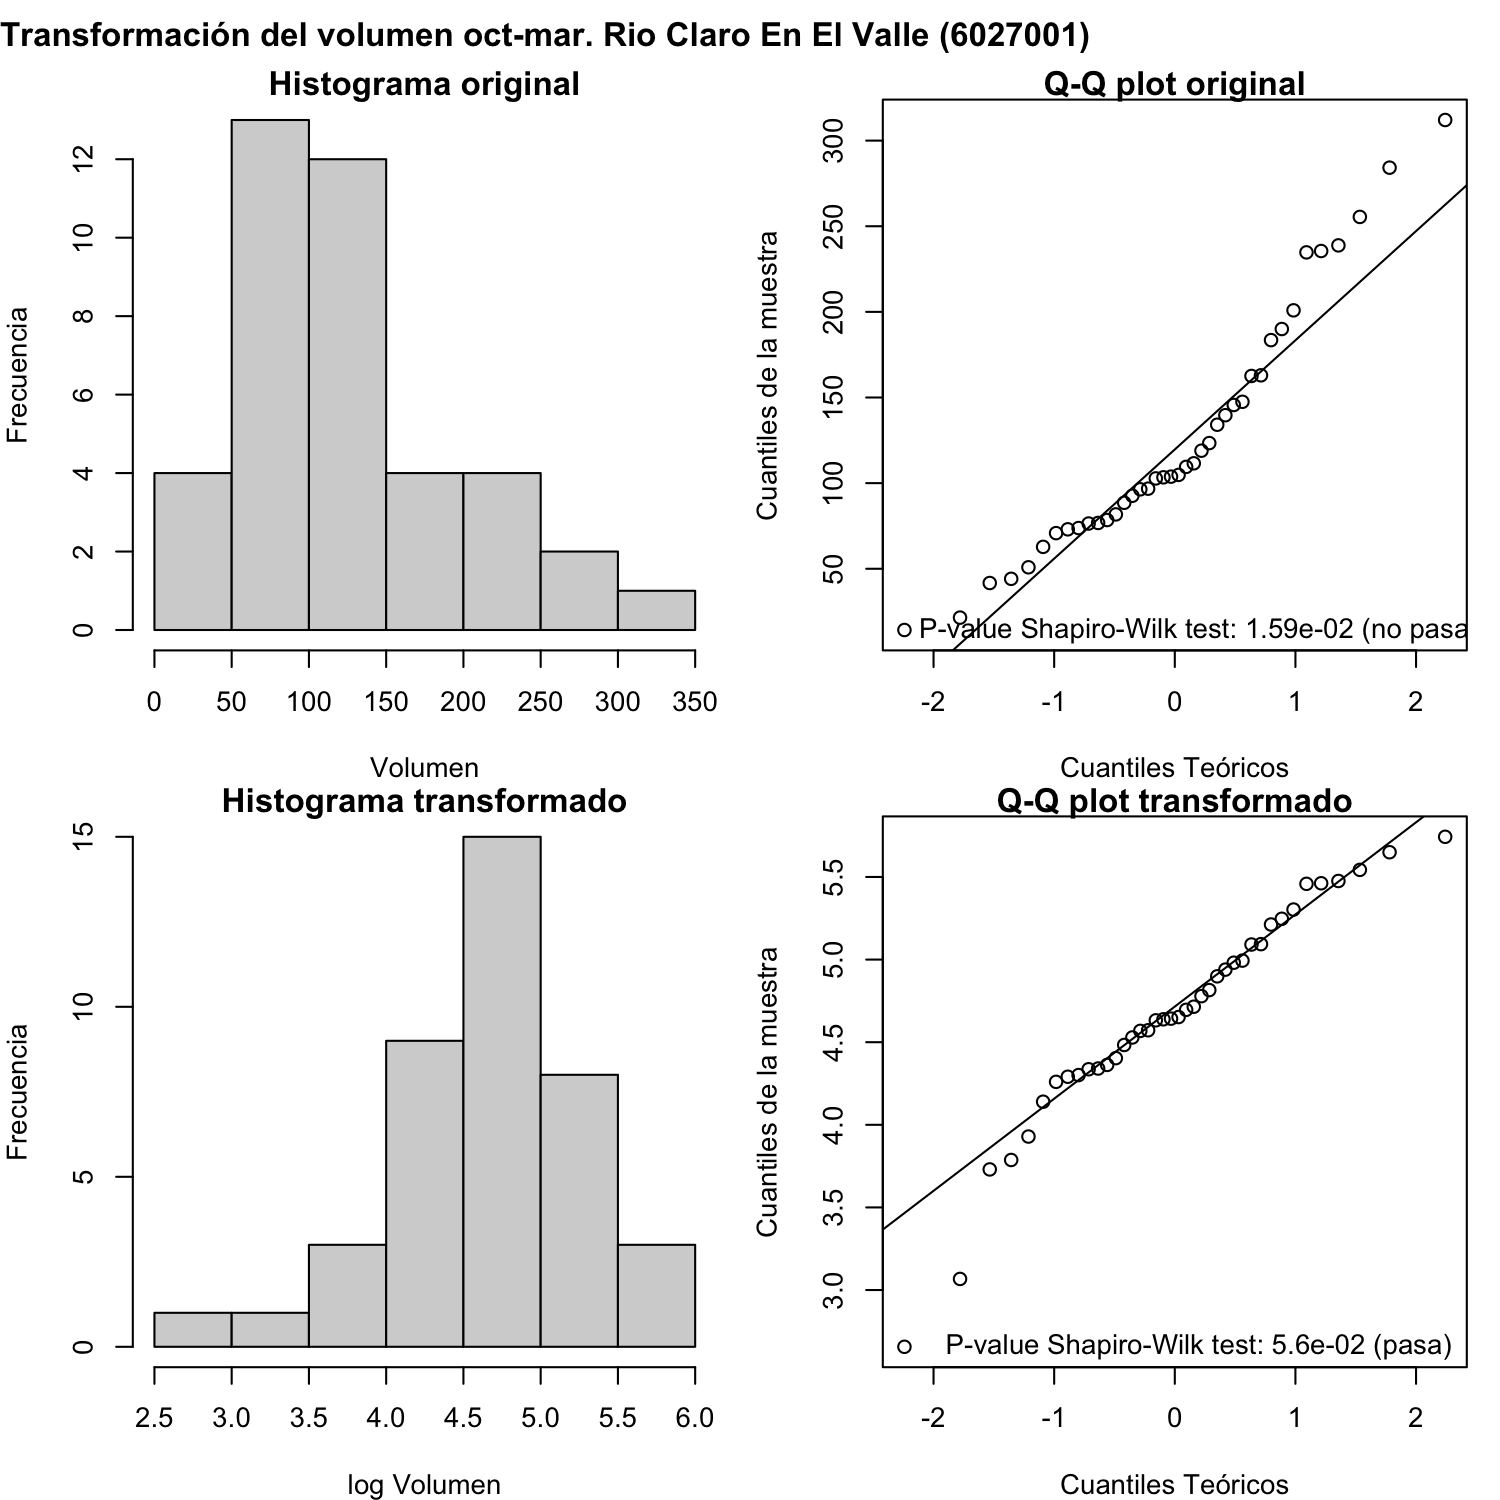 Transformación del volumen oct-mar. Rio Claro En El Valle (6027001)
Histograma original
Frecuencia
0 2 4 6 8 10 12
0 50 100 150 200 250 300 350
Volumen
Q-Q plot original
Cuantiles de la muestra
50 100 150 200 250 300
P-value Shapiro-Wilk test: 1.59e-02 (no pasa
-2 -1 0 1 2
Cuantiles Teóricos
Histograma transformado
Frecuencia
0 5 10 15
2.5 3.0 3.5 4.0 4.5 5.0 5.5 6.0
log Volumen
Q-Q plot transformado
Cuantiles de la muestra
3.0 3.5 4.0 4.5 5.0 5.5
P-value Shapiro-Wilk test: 5.6e-02 (pasa)
-2 -1 0 1 2
Cuantiles Teóricos